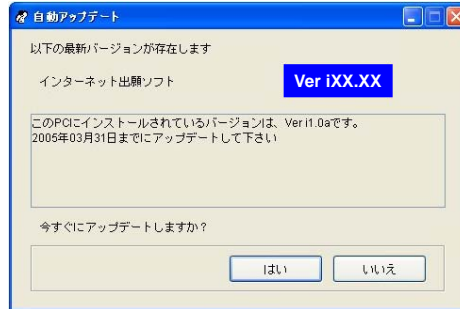 自動アップデート
以下の最新バージョンが存在します
インターネット出願ソフト
Ver iXX.XX
このPCにインストールされているバージョンは、Ver i1.0aです。
2005年03月31日までにアップデートして下さい
今すぐにアップデートしますか？
はい
いいえ